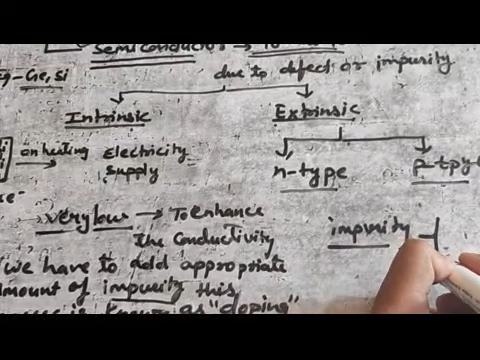 Semiconductors →
eg-Ge, Si
due to defect or impurity
Intrinsic
Extrinsic
on heating Electricity
supply
n-type
p-tpy
very low → To enhance
the conductivity
impurity
we have to add appropriate
amount of impurity this
is known as "doping"